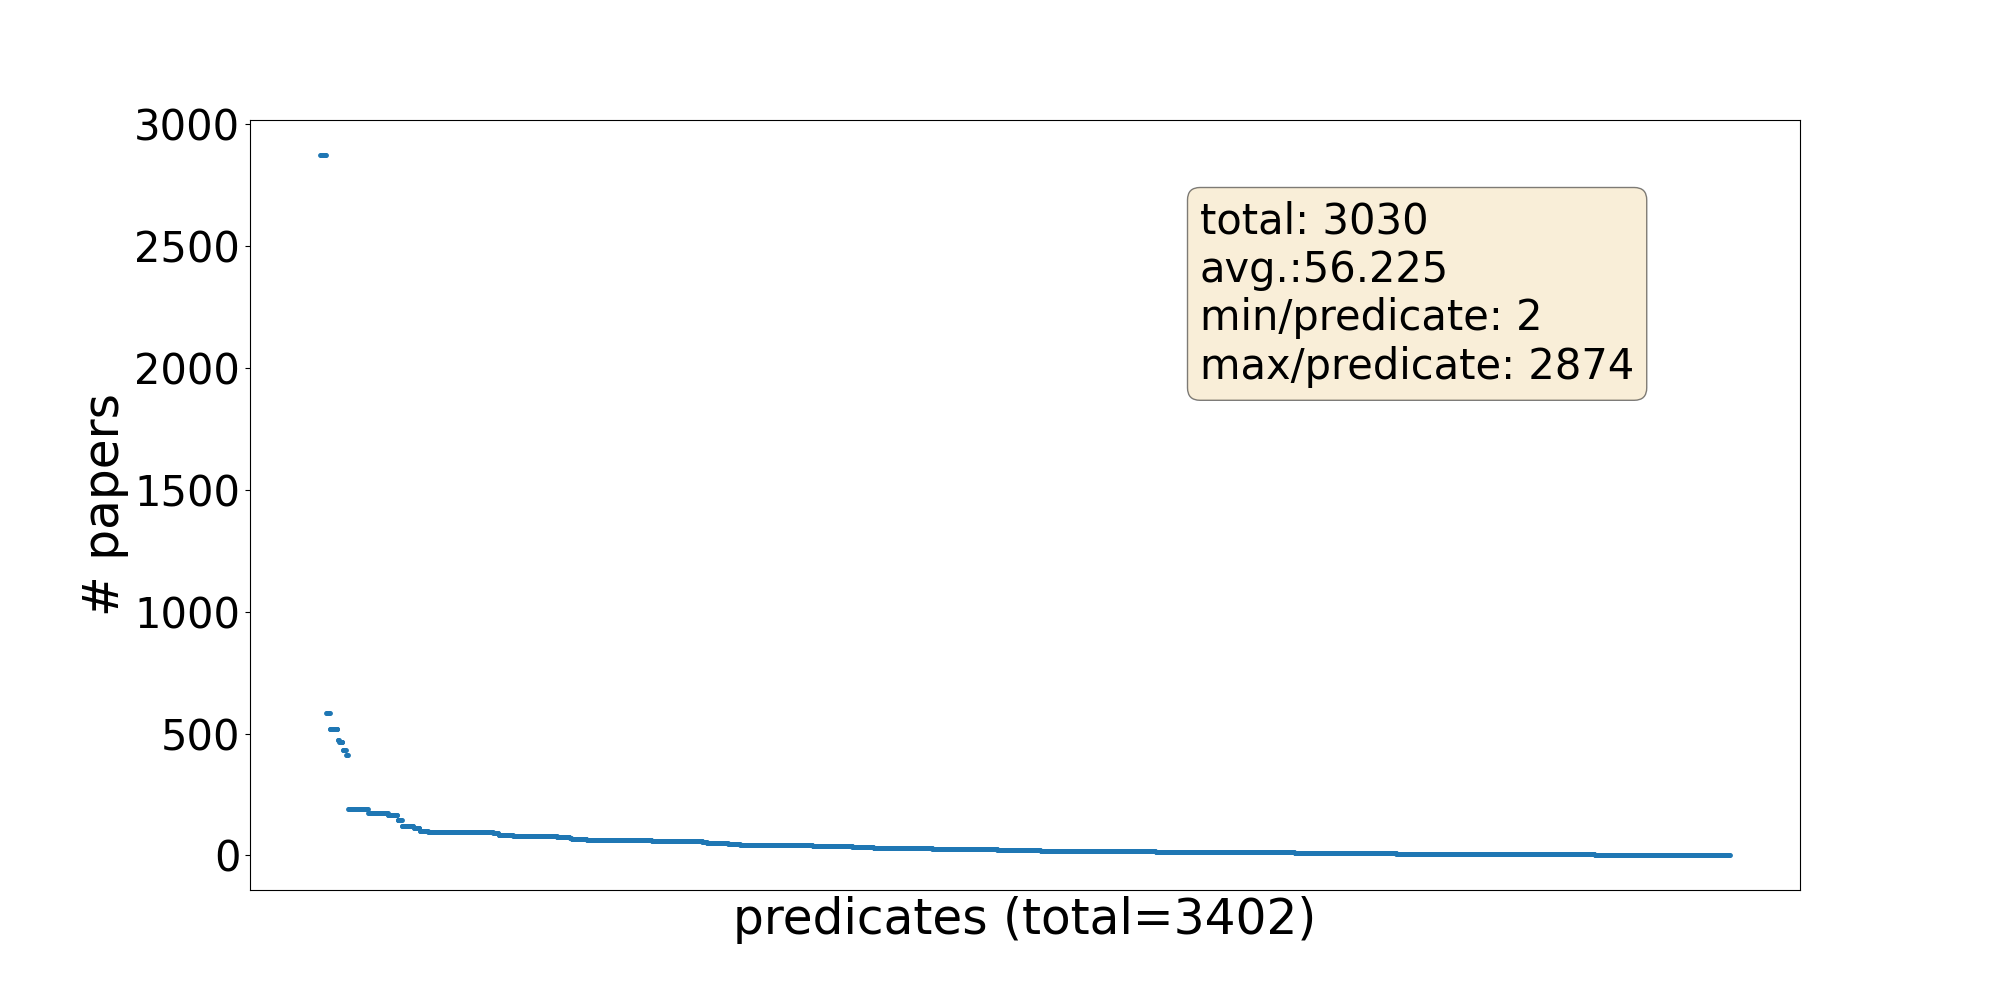 3000
2500
2000
1500
1000
500
0
# papers
total: 3030
avg.:56.225
min/predicate: 2
max/predicate: 2874
predicates (total=3402)